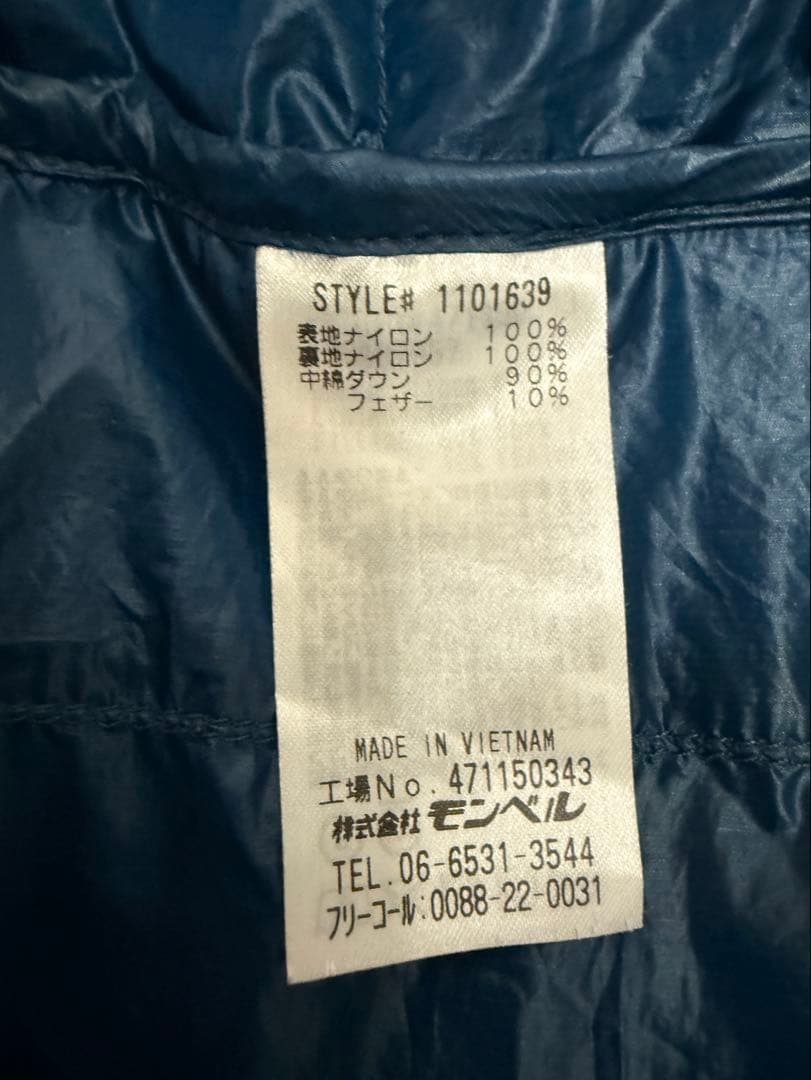 STYLE# 1101639
表地ナイロン 100%
裏地ナイロン 100%
中綿ダウン 90%
フェザー 10%
MADE IN VIETNAM
工場No. 471150343
株式会社 モンベル
TEL. 06-6531-3544
フリーコール:0088-22-0031